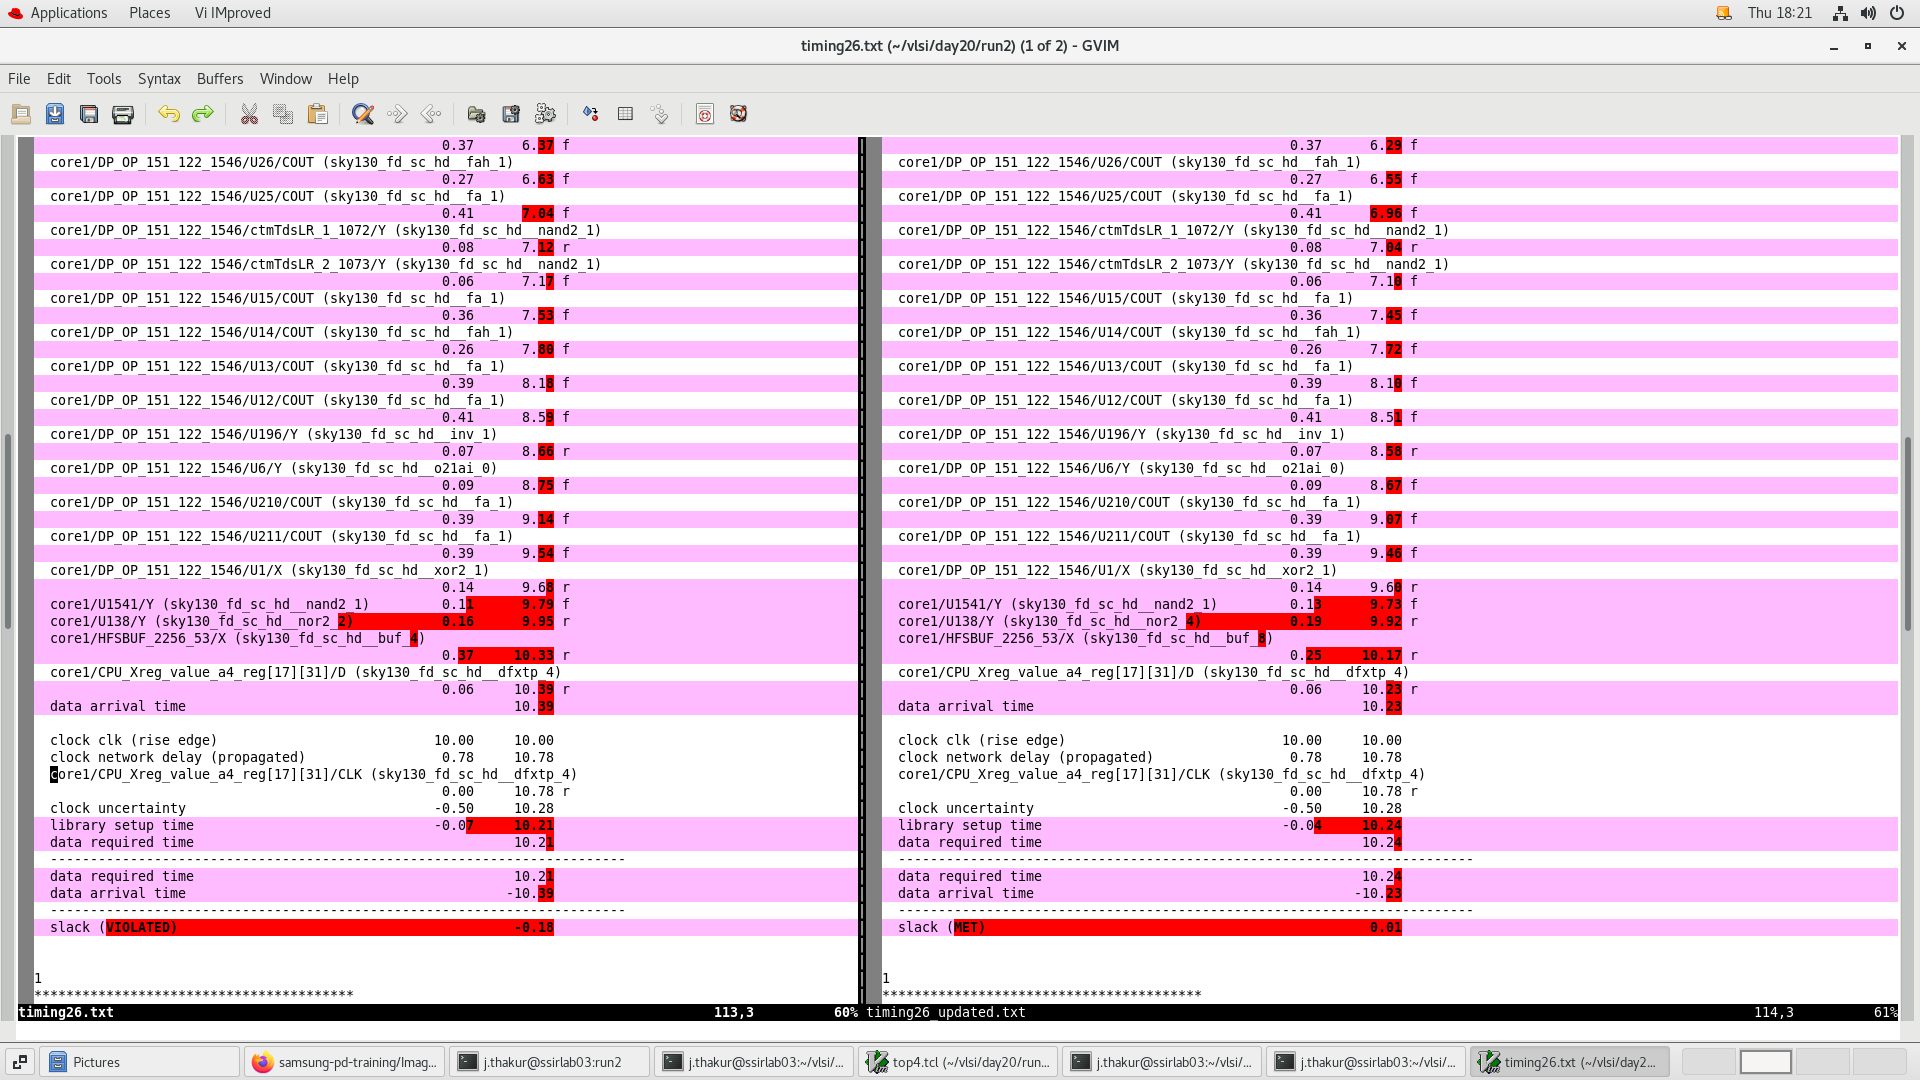 Applications Places Vi IMproved Thu 18:21
timing26.txt (~/vlsi/day20/run2) (1 of 2) - GVIM
File Edit Tools Syntax Buffers Window Help
0.37 6.37 f
core1/DP_OP_151_122_1546/U26/COUT (sky130_fd_sc_hd__fah_1)
0.27 6.63 f
core1/DP_OP_151_122_1546/U25/COUT (sky130_fd_sc_hd__fa_1)
0.41 7.04 f
core1/DP_OP_151_122_1546/ctmTdsLR_1_1072/Y (sky130_fd_sc_hd__nand2_1)
0.08 7.12 r
core1/DP_OP_151_122_1546/ctmTdsLR_2_1073/Y (sky130_fd_sc_hd__nand2_1)
0.06 7.17 f
core1/DP_OP_151_122_1546/U15/COUT (sky130_fd_sc_hd__fa_1)
0.36 7.53 f
core1/DP_OP_151_122_1546/U14/COUT (sky130_fd_sc_hd__fah_1)
0.26 7.80 f
core1/DP_OP_151_122_1546/U13/COUT (sky130_fd_sc_hd__fa_1)
0.39 8.18 f
core1/DP_OP_151_122_1546/U12/COUT (sky130_fd_sc_hd__fa_1)
0.41 8.59 f
core1/DP_OP_151_122_1546/U196/Y (sky130_fd_sc_hd__inv_1)
0.07 8.66 r
core1/DP_OP_151_122_1546/U6/Y (sky130_fd_sc_hd__o21ai_0)
0.09 8.75 f
core1/DP_OP_151_122_1546/U210/COUT (sky130_fd_sc_hd__fa_1)
0.39 9.14 f
core1/DP_OP_151_122_1546/U211/COUT (sky130_fd_sc_hd__fa_1)
0.39 9.54 f
core1/DP_OP_151_122_1546/U1/X (sky130_fd_sc_hd__xor2_1)
0.14 9.68 r
core1/U1541/Y (sky130_fd_sc_hd__nand2_1) 0.11 9.79 f
core1/U138/Y (sky130_fd_sc_hd__nor2_2) 0.16 9.95 r
core1/HFSBUF_2256_53/X (sky130_fd_sc_hd__buf_4)
0.37 10.33 r
core1/CPU_Xreg_value_a4_reg[17][31]/D (sky130_fd_sc_hd__dfxtp_4)
0.06 10.39 r
data arrival time 10.39
clock clk (rise edge) 10.00 10.00
clock network delay (propagated) 0.78 10.78
core1/CPU_Xreg_value_a4_reg[17][31]/CLK (sky130_fd_sc_hd__dfxtp_4)
0.00 10.78 r
clock uncertainty -0.50 10.28
library setup time -0.07 10.21
data required time 10.21
------------------------------------------------------------------------
data required time 10.21
data arrival time -10.39
------------------------------------------------------------------------
slack (VIOLATED) -0.18
1
****************************************
timing26.txt 113,3 60%
0.37 6.29 f
core1/DP_OP_151_122_1546/U26/COUT (sky130_fd_sc_hd__fah_1)
0.27 6.55 f
core1/DP_OP_151_122_1546/U25/COUT (sky130_fd_sc_hd__fa_1)
0.41 6.96 f
core1/DP_OP_151_122_1546/ctmTdsLR_1_1072/Y (sky130_fd_sc_hd__nand2_1)
0.08 7.04 r
core1/DP_OP_151_122_1546/ctmTdsLR_2_1073/Y (sky130_fd_sc_hd__nand2_1)
0.06 7.10 f
core1/DP_OP_151_122_1546/U15/COUT (sky130_fd_sc_hd__fa_1)
0.36 7.45 f
core1/DP_OP_151_122_1546/U14/COUT (sky130_fd_sc_hd__fah_1)
0.26 7.72 f
core1/DP_OP_151_122_1546/U13/COUT (sky130_fd_sc_hd__fa_1)
0.39 8.10 f
core1/DP_OP_151_122_1546/U12/COUT (sky130_fd_sc_hd__fa_1)
0.41 8.51 f
core1/DP_OP_151_122_1546/U196/Y (sky130_fd_sc_hd__inv_1)
0.07 8.58 r
core1/DP_OP_151_122_1546/U6/Y (sky130_fd_sc_hd__o21ai_0)
0.09 8.67 f
core1/DP_OP_151_122_1546/U210/COUT (sky130_fd_sc_hd__fa_1)
0.39 9.07 f
core1/DP_OP_151_122_1546/U211/COUT (sky130_fd_sc_hd__fa_1)
0.39 9.46 f
core1/DP_OP_151_122_1546/U1/X (sky130_fd_sc_hd__xor2_1)
0.14 9.60 r
core1/U1541/Y (sky130_fd_sc_hd__nand2_1) 0.13 9.73 f
core1/U138/Y (sky130_fd_sc_hd__nor2_4) 0.19 9.92 r
core1/HFSBUF_2256_53/X (sky130_fd_sc_hd__buf_8)
0.25 10.17 r
core1/CPU_Xreg_value_a4_reg[17][31]/D (sky130_fd_sc_hd__dfxtp_4)
0.06 10.23 r
data arrival time 10.23
clock clk (rise edge) 10.00 10.00
clock network delay (propagated) 0.78 10.78
core1/CPU_Xreg_value_a4_reg[17][31]/CLK (sky130_fd_sc_hd__dfxtp_4)
0.00 10.78 r
clock uncertainty -0.50 10.28
library setup time -0.04 10.24
data required time 10.24
------------------------------------------------------------------------
data required time 10.24
data arrival time -10.23
------------------------------------------------------------------------
slack (MET) 0.01
1
****************************************
timing26_updated.txt 114,3 61%
Pictures samsung-pd-training/Imag... j.thakur@ssirlab03:run2 j.thakur@ssirlab03:~/vlsi/... top4.tcl (~/vlsi/day20/run... j.thakur@ssirlab03:~/vlsi/... j.thakur@ssirlab03:~/vlsi/... timing26.txt (~/vlsi/day2...